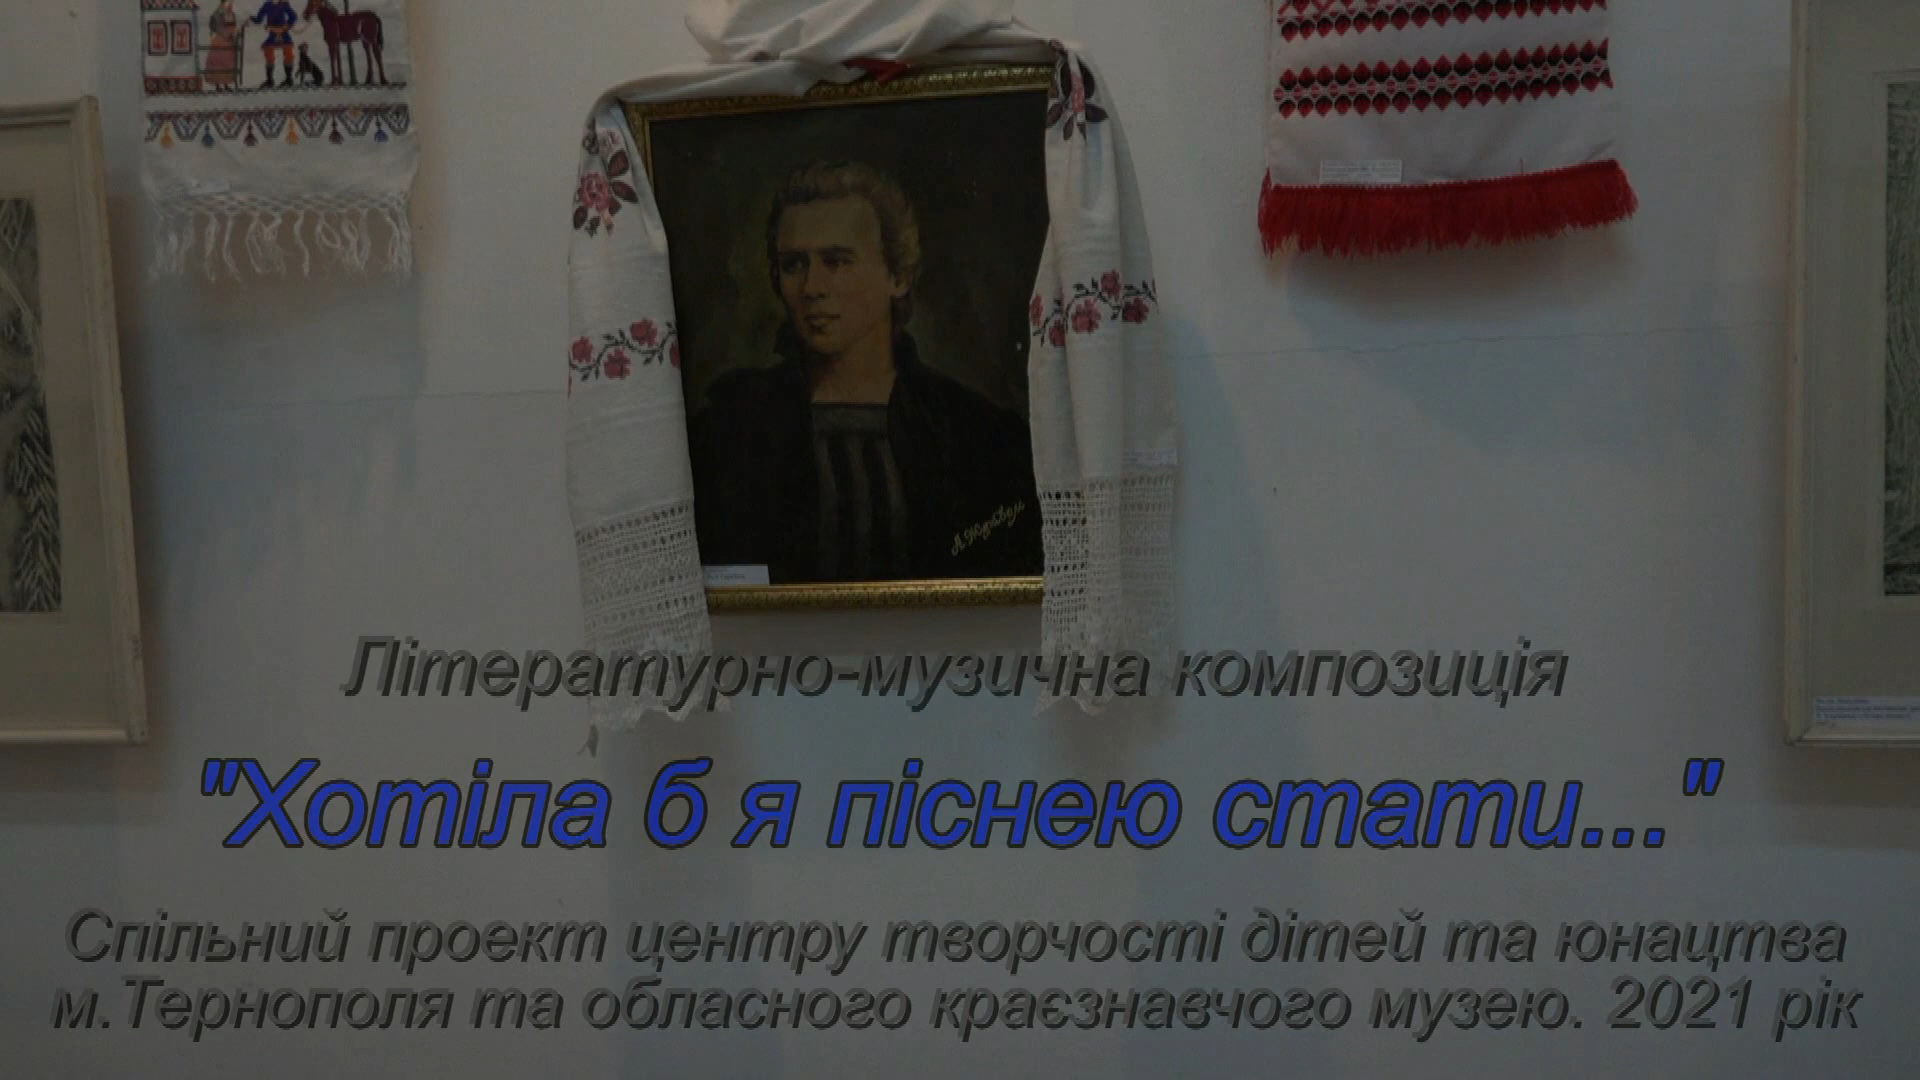 Літературно-музична композиція
"Хотіла б я піснею стати..."
Спільний проект центру творчості дітей та юнацтва
м.Тернополя та обласного краєзнавчого музею. 2021 рік